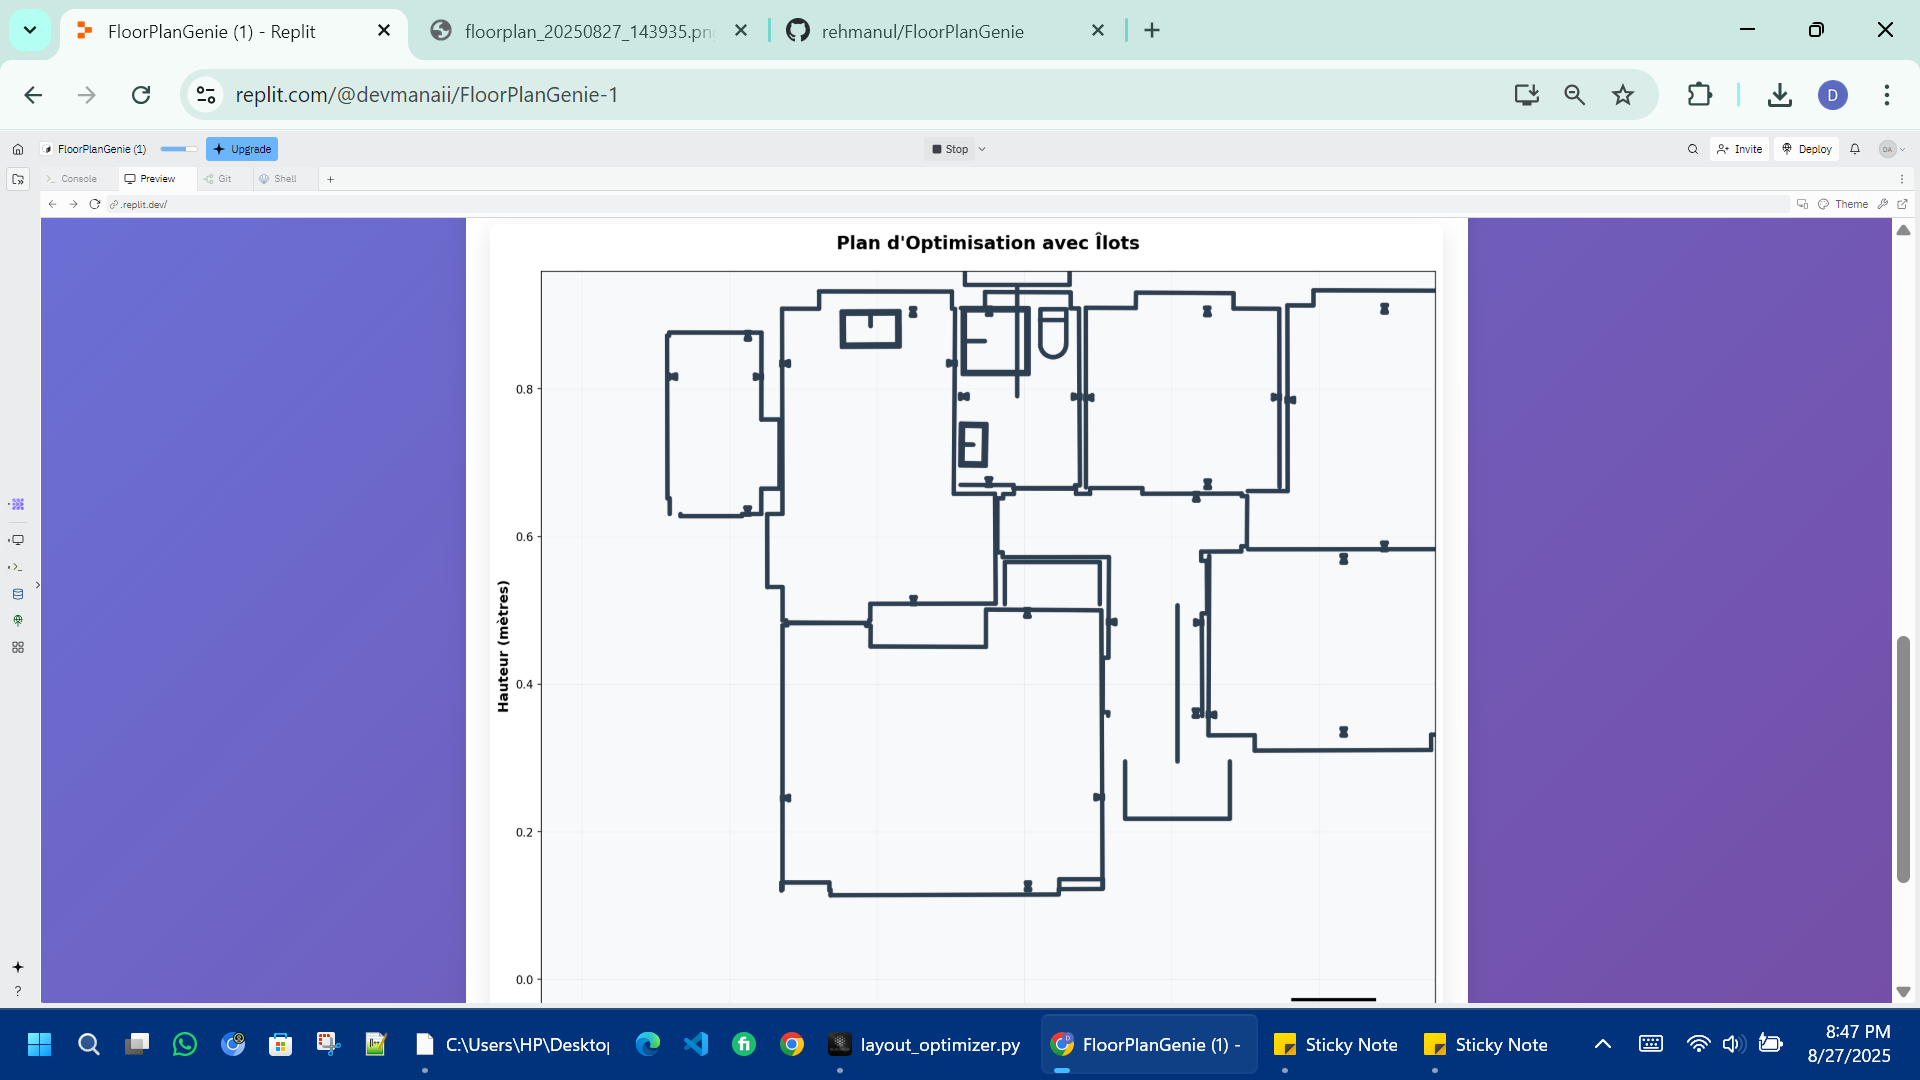 FloorPlanGenie (1) - Replit
floorplan_20250827_143935.pn
rehmanul/FloorPlanGenie
replit.com/@devmanaii/FloorPlanGenie-1
D
FloorPlanGenie (1)
Upgrade
Stop
Invite
Deploy
DA
Console
Preview
Git
Shell
.replit.dev/
Theme
Plan d'Optimisation avec Îlots
Hauteur (mètres)
0.8
0.6
0.4
0.2
0.0
C:\Users\HP\Desktop
layout_optimizer.py
FloorPlanGenie (1) -
Sticky Note
Sticky Note
8:47 PM
8/27/2025